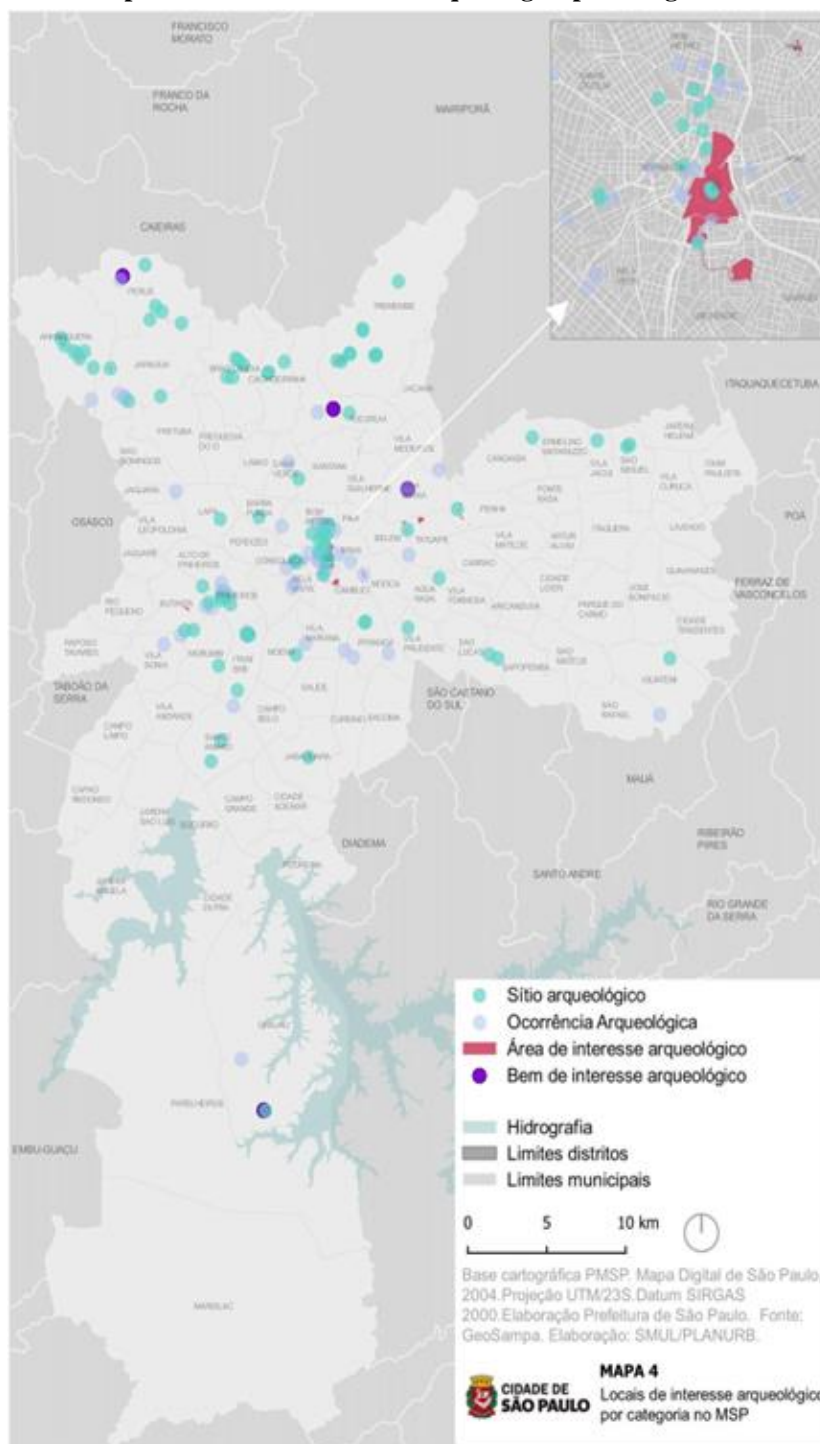 FRANCISCO
MORATO
FRANCO DA
ROCHA
MAIRIPORÃ
CAIEIRAS
PERUS
TREMEMBÉ
ANHANGUERA
JARAGUÁ
BRASILÂNDIA
CACHOEIRINHA
JAÇANÃ
ITAQUAQUECETUBA
TUCURUVI
VILA
MEDEIROS
PIRITUBA
FREGUESIA
DO Ó
SÃO
DOMINGOS
LIMÃO
CASA
VERDE
SANTANA
VILA
GUILHERME
CANGAÍBA
ERMELINO
MATARAZZO
VILA
JACUÍ
SÃO
MIGUEL
JARDIM
HELENA
VILA
CURUÇÁ
ITAIM
PAULISTA
JAGUARA
OSASCO
VILA
LEOPOLDINA
LAPA
BARRA
FUNDA
PERDIZES
BOM
RETIRO
PARI
BELÉM
TATUAPÉ
PENHA
PONTE
RASA
POÁ
JAGUARÉ
ALTO DE
PINHEIROS
CONSOLAÇÃO
BELA
VISTA
CAMBUCI
MOOCA
ÁGUA
RASA
VILA
FORMOSA
CARRÃO
VILA
MATILDE
ARTUR
ALVIM
ITAQUERA
LAJEADO
GUAIANASES
CIDADE
LÍDER
ARICANDUVA
PARQUE DO
CARMO
JOSÉ
BONIFÁCIO
CIDADE
TIRADENTES
FERRAZ DE
VASCONCELOS
RIO
PEQUENO
BUTANTÃ
PINHEIROS
RAPOSO
TAVARES
VILA
SÔNIA
MORUMBI
ITAIM
BIBI
MOEMA
VILA
MARIANA
IPIRANGA
VILA
PRUDENTE
SÃO
LUCAS
SAPOPEMBA
SÃO
MATEUS
IGUATEMI
SÃO
RAFAEL
TABOÃO DA
SERRA
VILA
ANDRADE
CAMPO
BELO
SAÚDE
CURSINO
SACOMÃ
SÃO CAETANO
DO SUL
CAMPO
LIMPO
SANTO
AMARO
JABAQUARA
MAUÁ
CAPÃO
REDONDO
CAMPO
GRANDE
CIDADE
ADEMAR
JARDIM
SÃO LUÍS
SOCORRO
DIADEMA
RIBEIRÃO
PIRES
PEDREIRA
SANTO ANDRÉ
JARDIM
ÂNGELA
CIDADE
DUTRA
RIO GRANDE
DA SERRA
GRAJAÚ
PARELHEIROS
EMBU-GUAÇU
MARSILAC
Sítio arqueológico
Ocorrência Arqueológica
Área de interesse arqueológico
Bem de interesse arqueológico
Hidrografia
Limites distritos
Limites municipais
0 5 10 km
Base cartográfica PMSP. Mapa Digital de São Paulo,
2004.Projeção UTM/23S.Datum SIRGAS
2000.Elaboração Prefeitura de São Paulo. Fonte:
GeoSampa. Elaboração: SMUL/PLANURB.
CIDADE DE
SÃO PAULO
MAPA 4
Locais de interesse arqueológico
por categoria no MSP